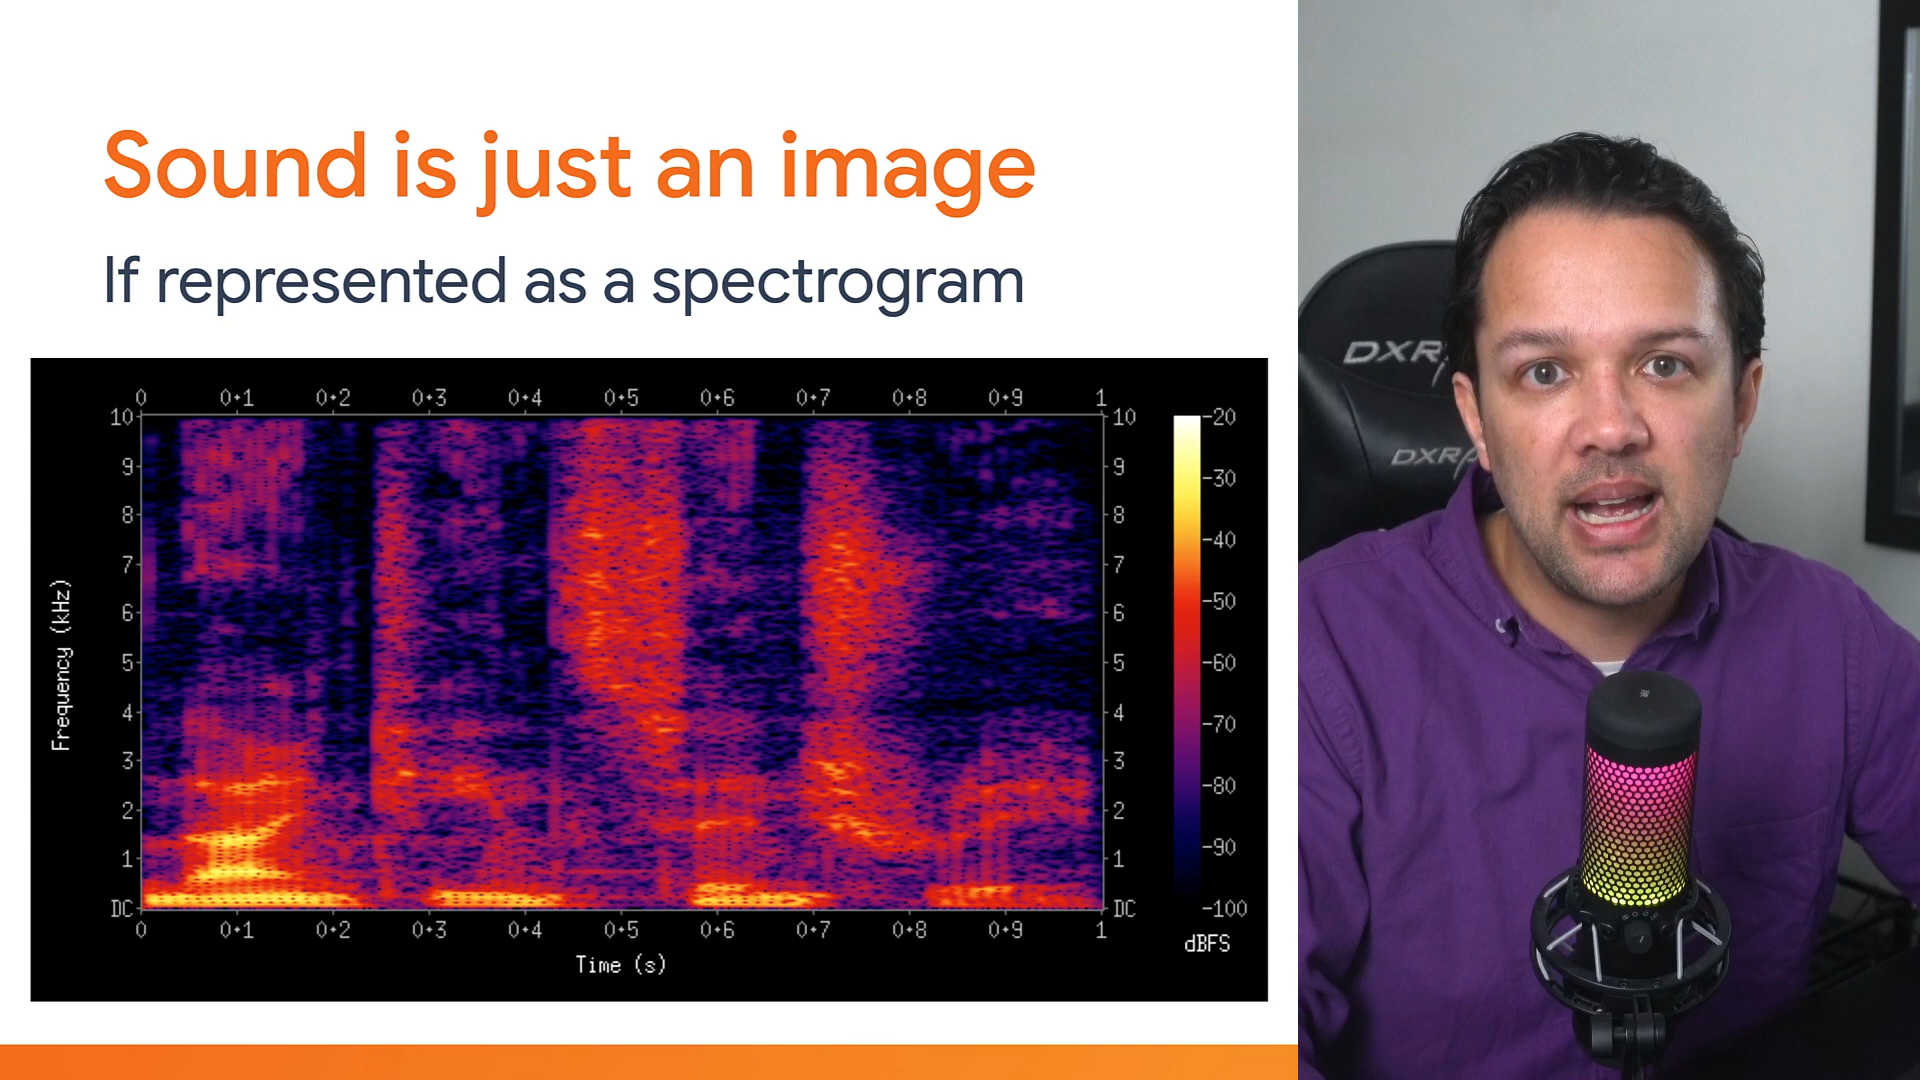 Sound is just an image
If represented as a spectrogram
0 0.1 0.2 0.3 0.4 0.5 0.6 0.7 0.8 0.9 1
10 10 -20
9 9 -30
8 8 -40
7 7 -50
6 6 -60
5 5 -70
4 4 -80
3 3 -90
2 2 -100
1 1
DC DC
Frequency (kHz)
dBFS
0 0.1 0.2 0.3 0.4 0.5 0.6 0.7 0.8 0.9 1
Time (s)
DXR
DXR